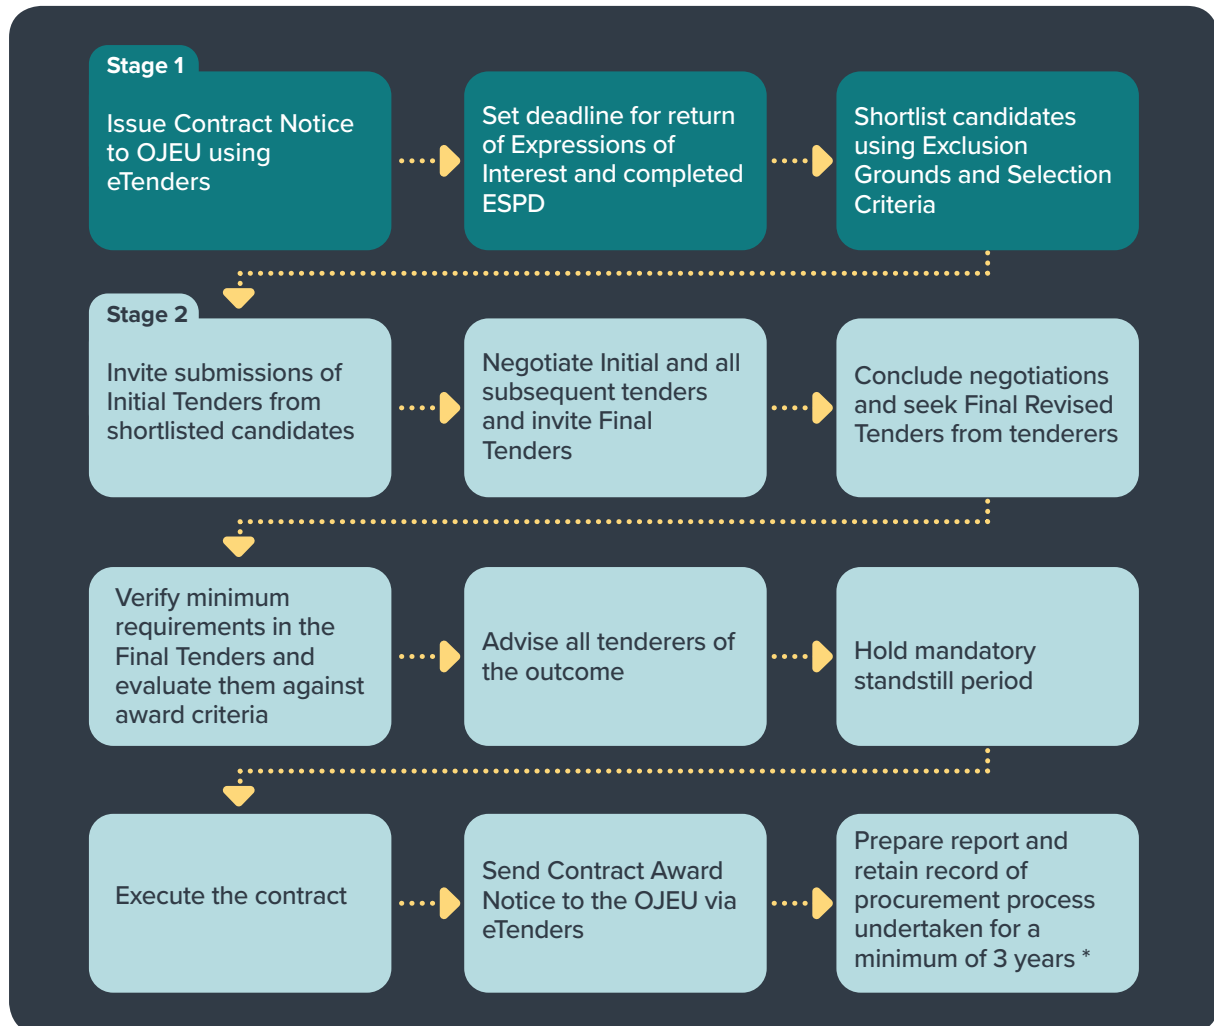 Stage 1
Issue Contract Notice
to OJEU using
eTenders
Set deadline for return
of Expressions of
Interest and completed
ESPD
Shortlist candidates
using Exclusion
Grounds and Selection
Criteria
Stage 2
Invite submissions of
Initial Tenders from
shortlisted candidates
Negotiate Initial and all
subsequent tenders
and invite Final
Tenders
Conclude negotiations
and seek Final Revised
Tenders from tenderers
Verify minimum
requirements in the
Final Tenders and
evaluate them against
award criteria
Advise all tenderers of
the outcome
Hold mandatory
standstill period
Execute the contract
Send Contract Award
Notice to the OJEU via
eTenders
Prepare report and
retain record of
procurement process
undertaken for a
minimum of 3 years *